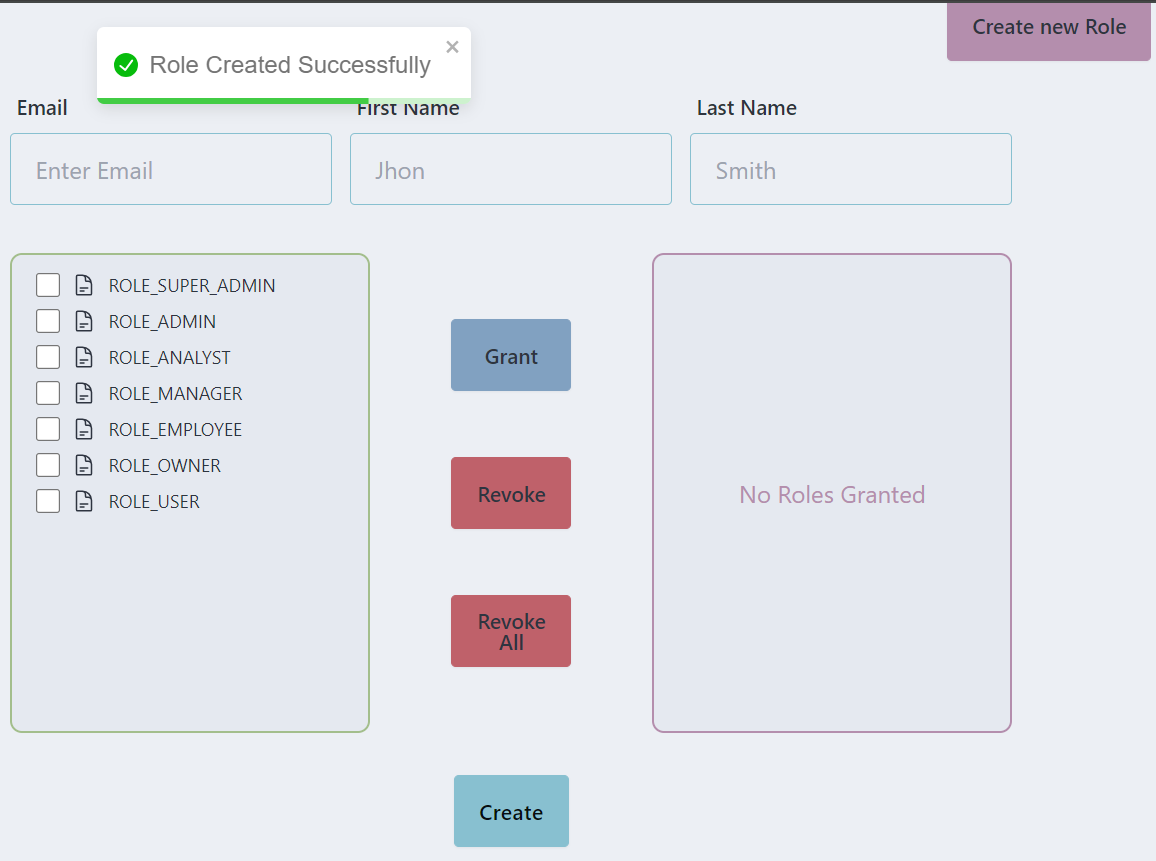 Create new Role
Role Created Successfully
Email
First Name
Last Name
Enter Email
Jhon
Smith
ROLE_SUPER_ADMIN
ROLE_ADMIN
ROLE_ANALYST
ROLE_MANAGER
ROLE_EMPLOYEE
ROLE_OWNER
ROLE_USER
Grant
Revoke
Revoke
All
No Roles Granted
Create